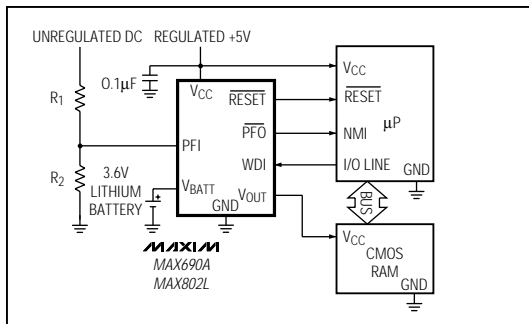 UNREGULATED DC
REGULATED +5V
0.1µF
R1
R2
VCC
RESET
PFI
PFO
WDI
3.6V
LITHIUM
BATTERY
VBATT
VOUT
GND
MAXIM
MAX690A
MAX802L
VCC
RESET
µP
NMI
I/O LINE
GND
BUS
VCC
CMOS
RAM
GND